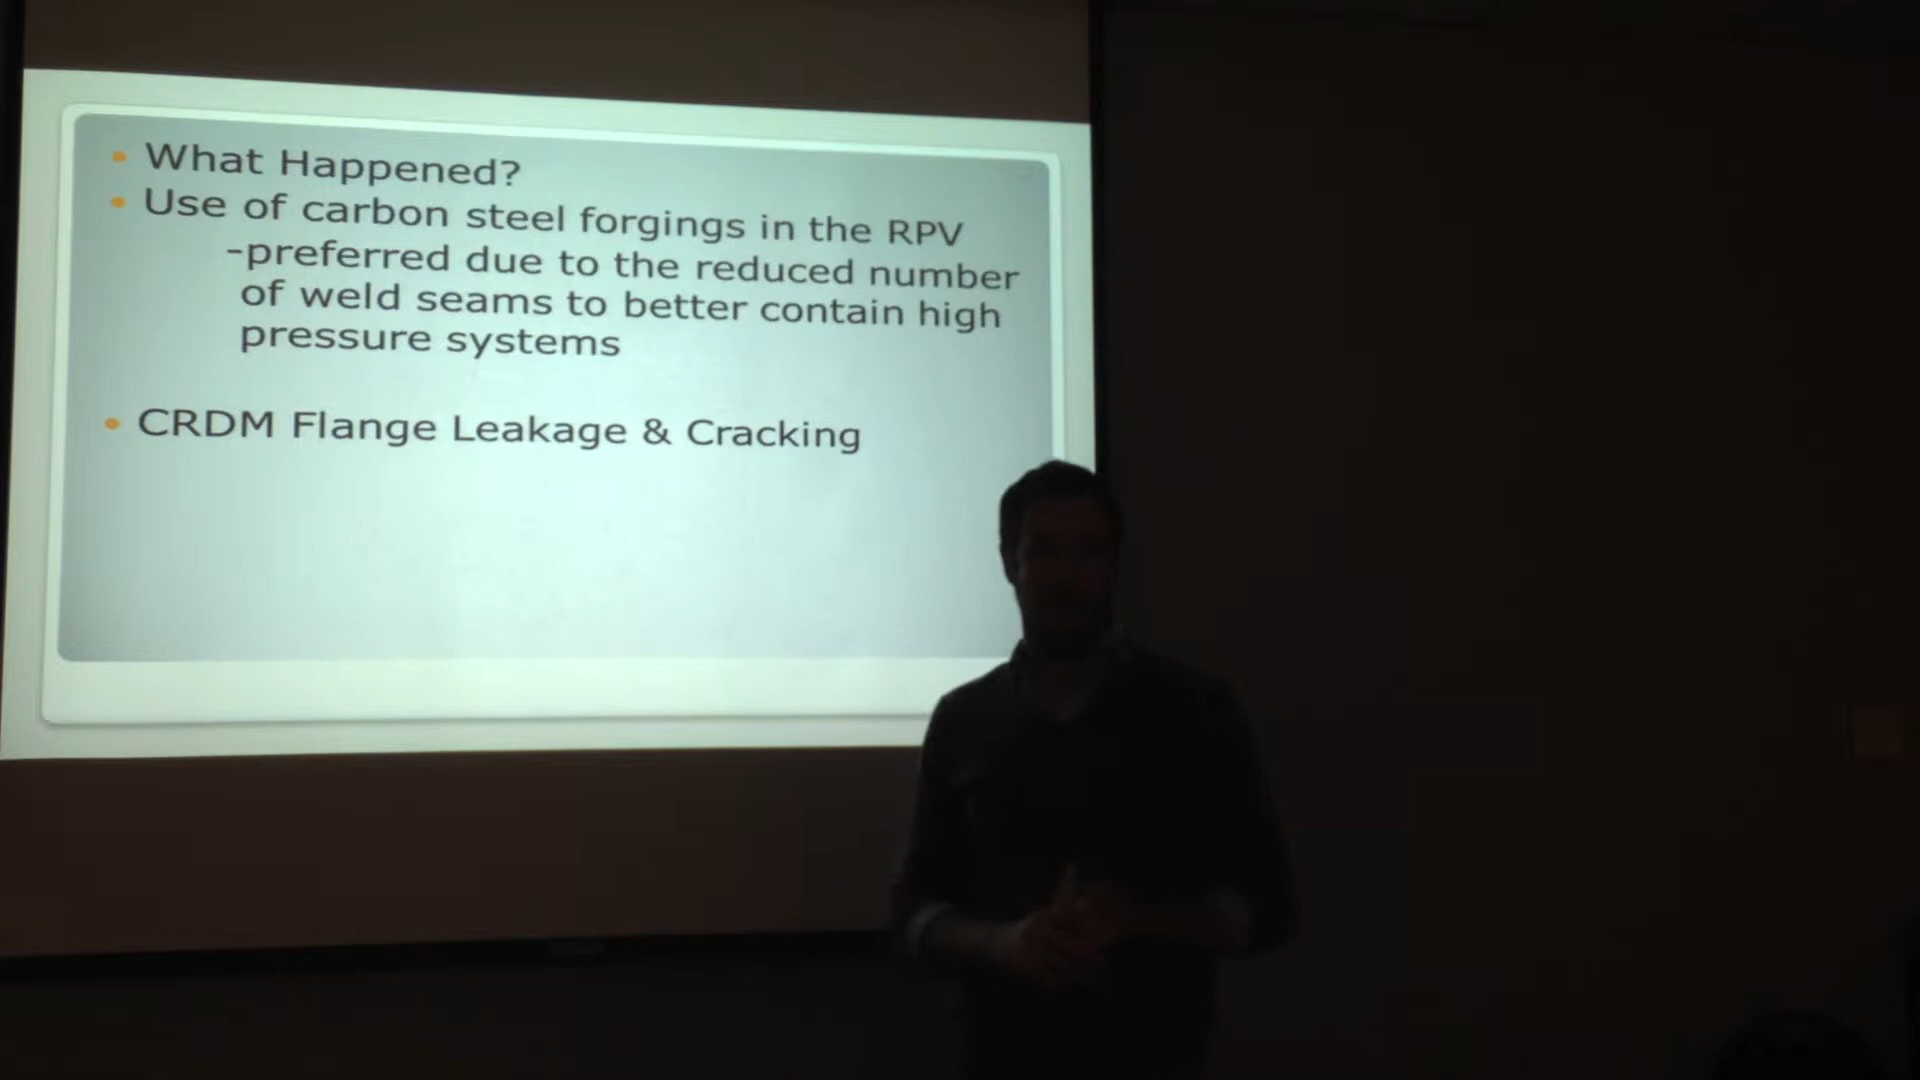 What Happened?
Use of carbon steel forgings in the RPV
-preferred due to the reduced number
of weld seams to better contain high
pressure systems
CRDM Flange Leakage & Cracking